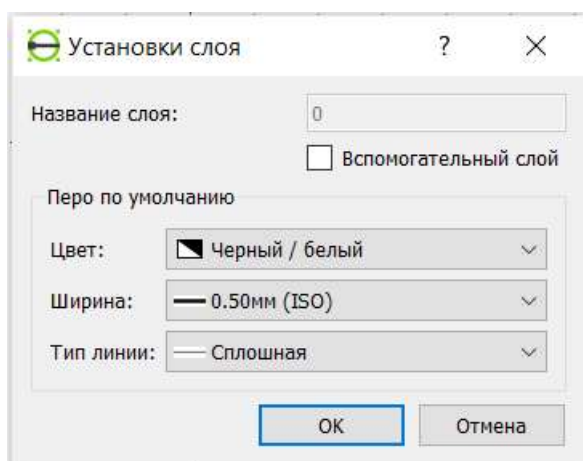 Установки слоя ?
Название слоя: 0
Вспомогательный слой
Перо по умолчанию
Цвет: Черный / белый
Ширина: 0.50мм (ISO)
Тип линии: Сплошная
OK Отмена